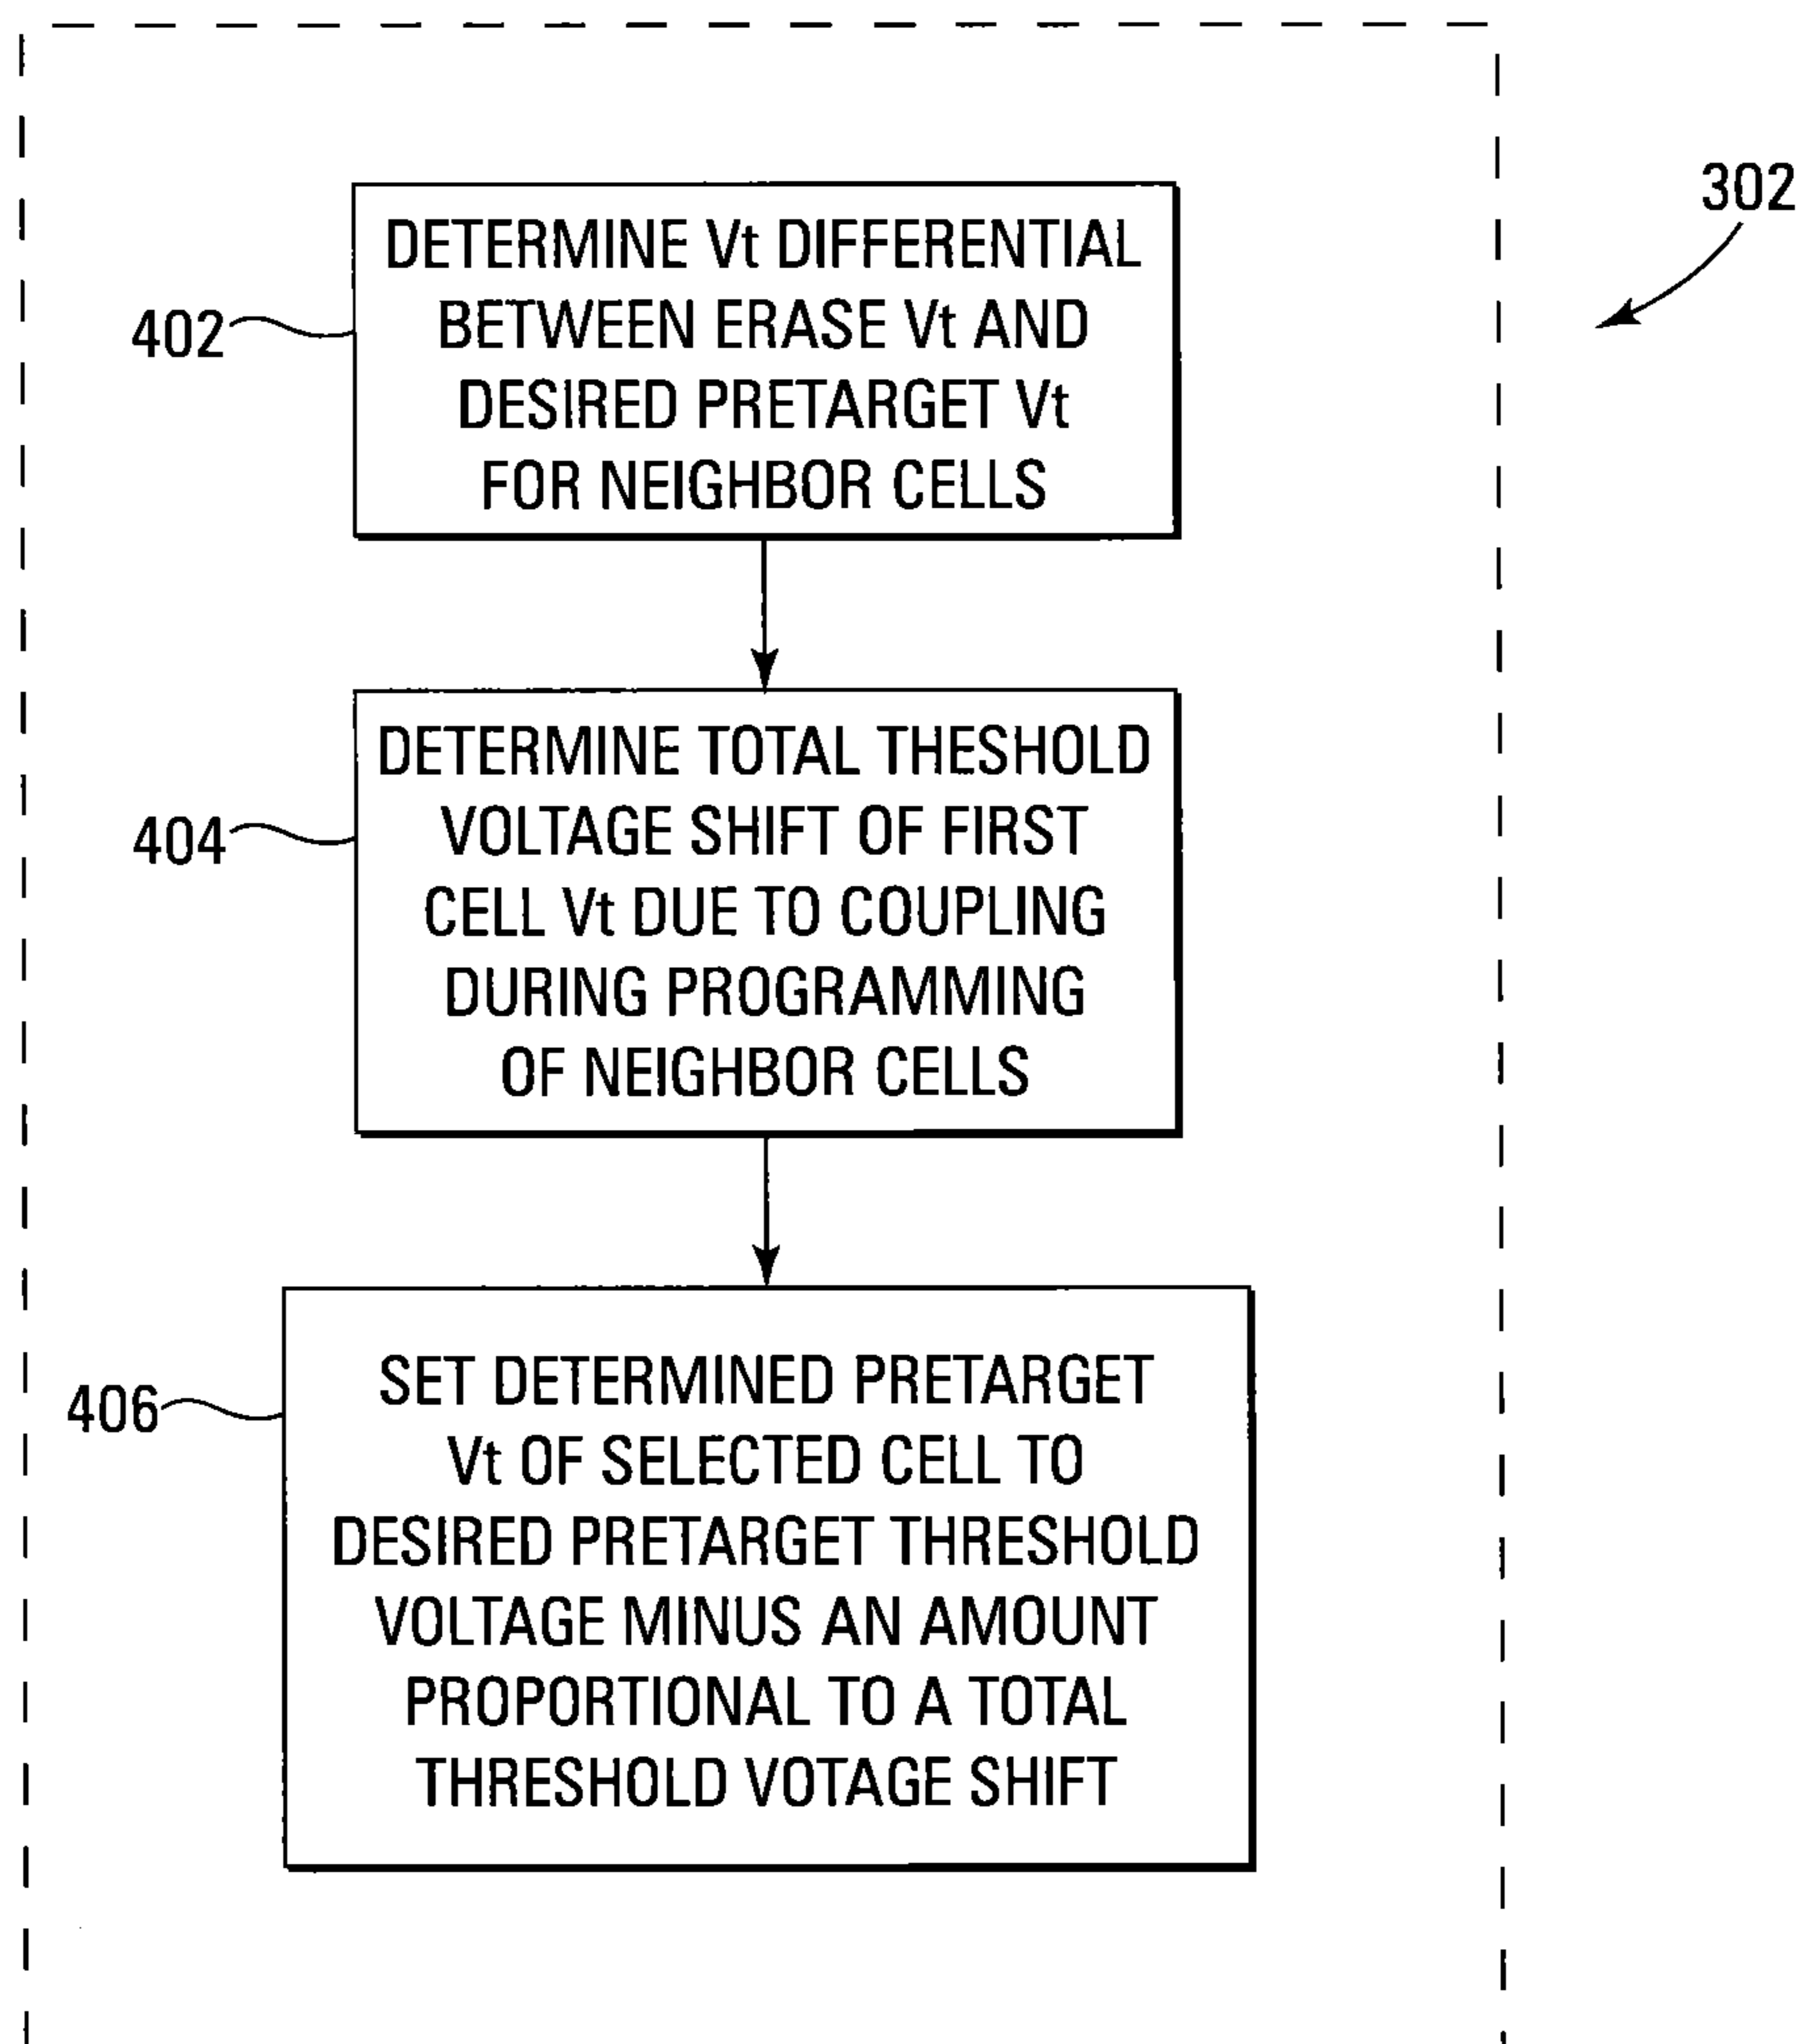 302
402
DETERMINE Vt DIFFERENTIAL
BETWEEN ERASE Vt AND
DESIRED PRETARGET Vt
FOR NEIGHBOR CELLS
404
DETERMINE TOTAL THESHOLD
VOLTAGE SHIFT OF FIRST
CELL Vt DUE TO COUPLING
DURING PROGRAMMING
OF NEIGHBOR CELLS
406
SET DETERMINED PRETARGET
Vt OF SELECTED CELL TO
DESIRED PRETARGET THRESHOLD
VOLTAGE MINUS AN AMOUNT
PROPORTIONAL TO A TOTAL
THRESHOLD VOTAGE SHIFT